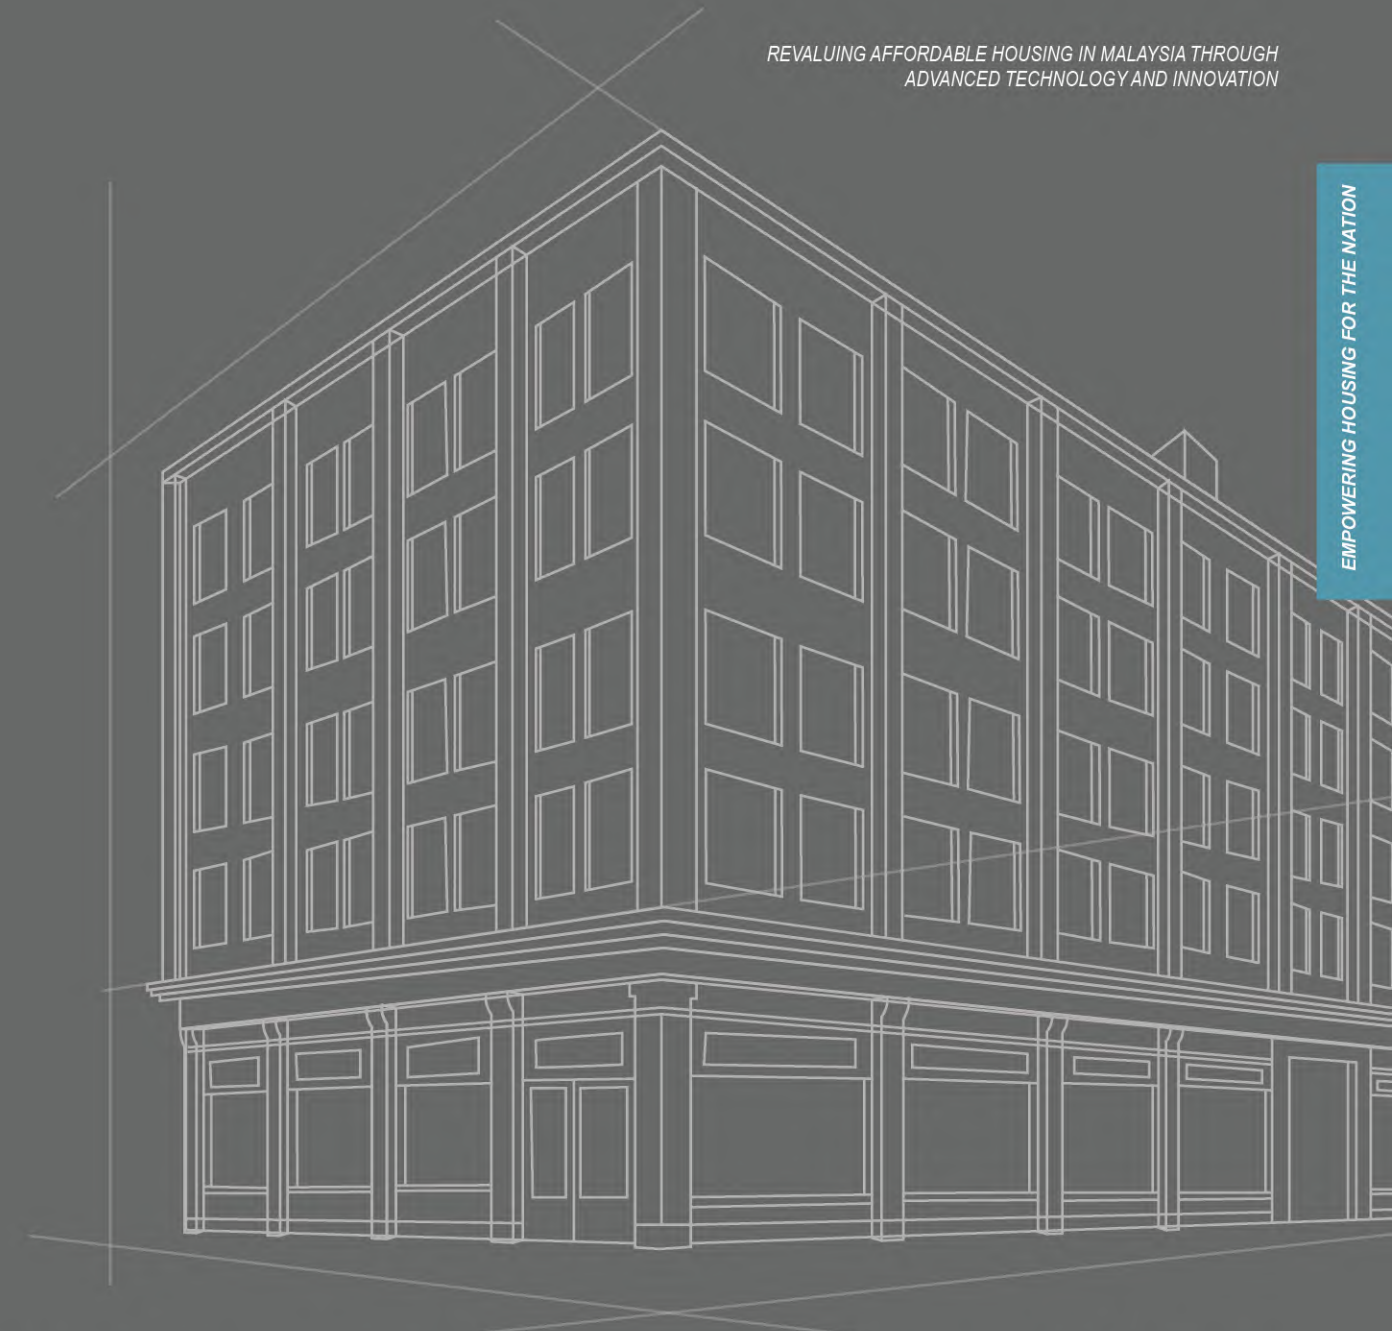 REVALUING AFFORDABLE HOUSING IN MALAYSIA THROUGH
ADVANCED TECHNOLOGY AND INNOVATION
EMPOWERING HOUSING FOR THE NATION